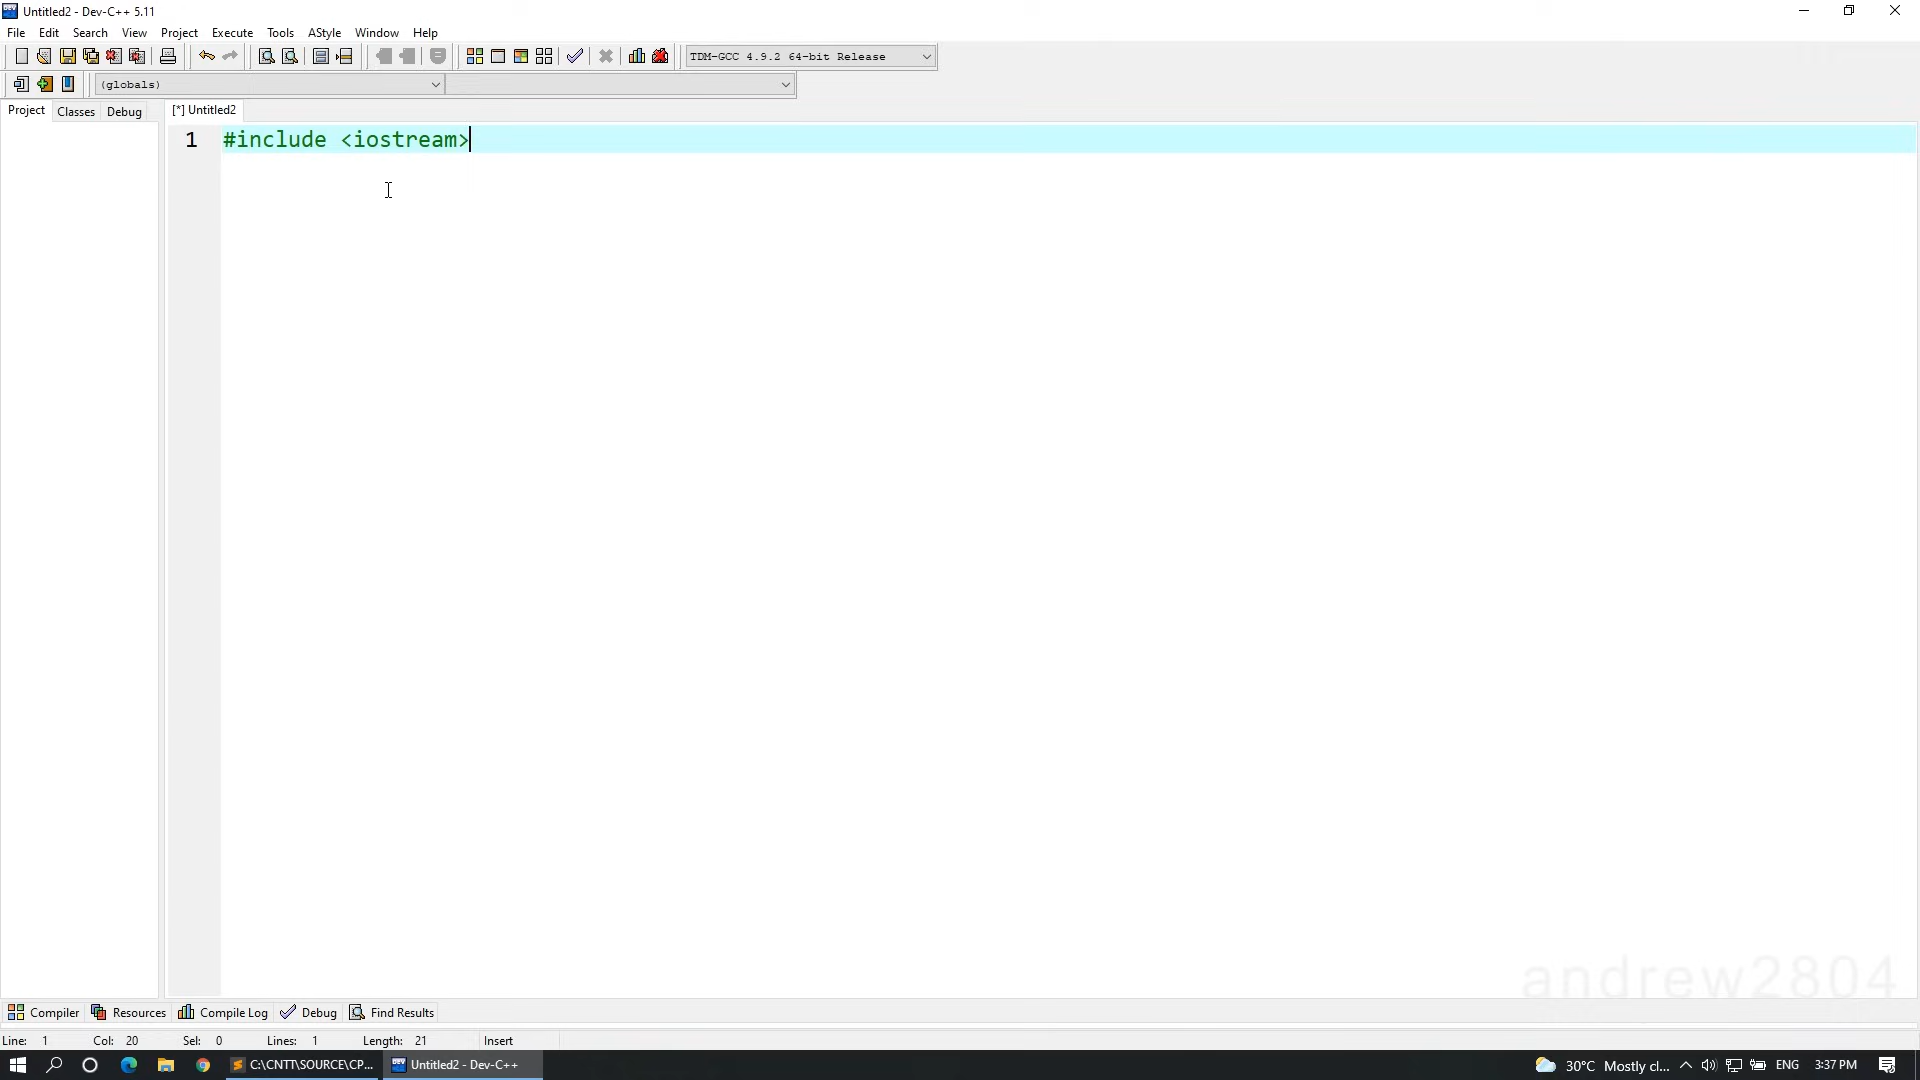 Untitled2 - Dev-C++ 5.11
File Edit Search View Project Execute Tools AStyle Window Help
TDM-GCC 4.9.2 64-bit Release
(globals)
Project Classes Debug [*] Untitled2
1 #include <iostream>
andrew2804
Compiler Resources Compile Log Debug Find Results
Line: 1 Col: 20 Sel: 0 Lines: 1 Length: 21 Insert
C:\CNTT\SOURCE\CP... Untitled2 - Dev-C++ 30°C Mostly cl... ENG 3:37 PM